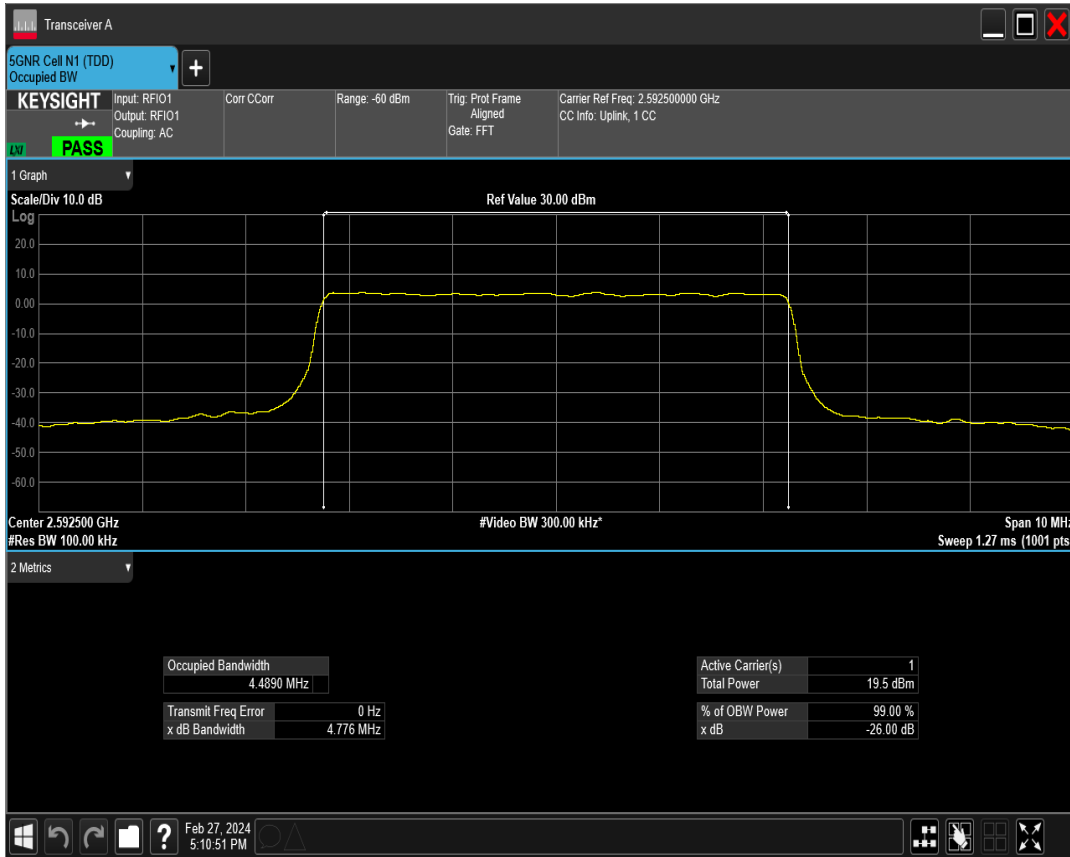 Transceiver A
5GNR Cell N1 (TDD)
Occupied BW
+
KEYSIGHT
LXI
PASS
Input: RFIO1
Output: RFIO1
Coupling: AC
Corr CCorr
Range: -60 dBm
Trig: Prot Frame
Aligned
Gate: FFT
Carrier Ref Freq: 2.592500000 GHz
CC Info: Uplink, 1 CC
1 Graph
Scale/Div 10.0 dB
Ref Value 30.00 dBm
Log
20.0
10.0
0.00
-10.0
-20.0
-30.0
-40.0
-50.0
-60.0
Center 2.592500 GHz
#Video BW 300.00 kHz*
Span 10 MHz
#Res BW 100.00 kHz
Sweep 1.27 ms (1001 pts
2 Metrics
Occupied Bandwidth
4.4890 MHz
Transmit Freq Error 0 Hz
x dB Bandwidth 4.776 MHz
Active Carrier(s) 1
Total Power 19.5 dBm
% of OBW Power 99.00 %
x dB -26.00 dB
?
Feb 27, 2024
5:10:51 PM